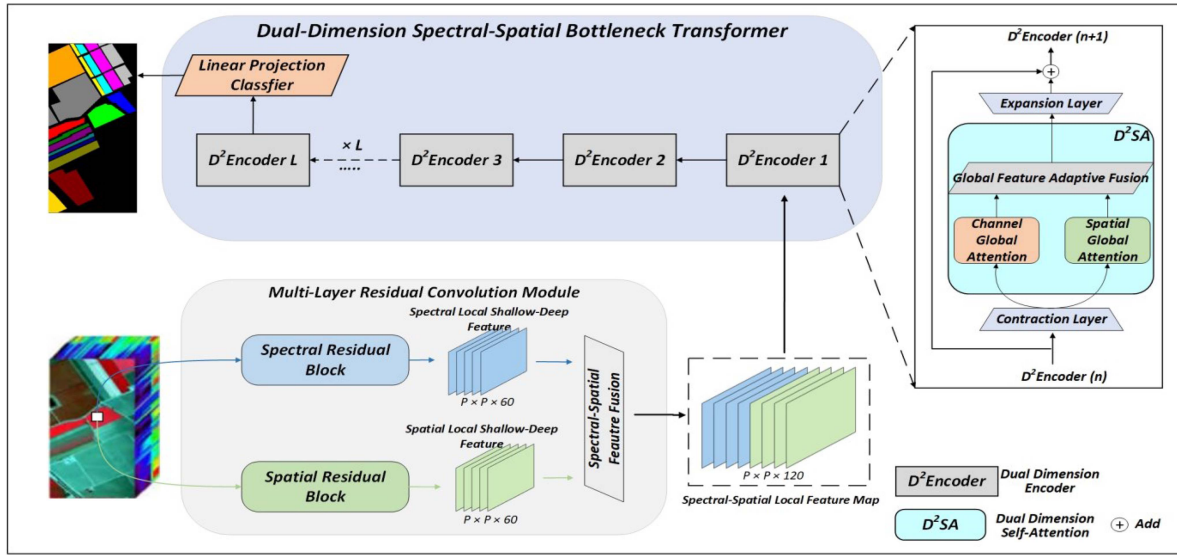 Dual-Dimension Spectral-Spatial Bottleneck Transformer
Linear Projection
Classfier
D²Encoder L
× L
.....
D²Encoder 3
D²Encoder 2
D²Encoder 1
D²Encoder (n+1)
+
Expansion Layer
D²SA
Global Feature Adaptive Fusion
Channel
Global
Attention
Spatial
Global
Attention
Contraction Layer
D²Encoder (n)
Multi-Layer Residual Convolution Module
Spectral Residual
Block
Spectral Local Shallow-Deep
Feature
P × P × 60
Spatial Residual
Block
Spatial Local Shallow-Deep
Feature
P × P × 60
Spectral-Spatial
Feautre Fusion
P × P × 120
Spectral-Spatial Local Feature Map
D²Encoder
Dual Dimension
Encoder
D²SA
Dual Dimension
Self-Attention
+ Add